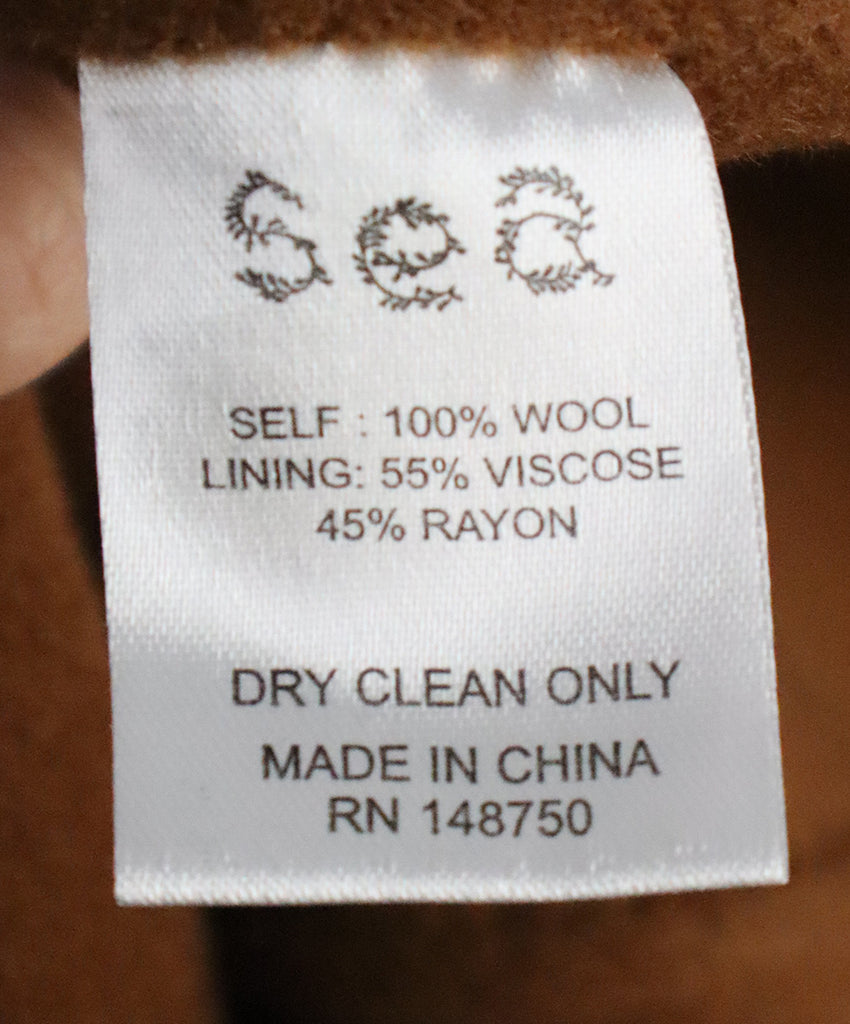 Sea
SELF : 100% WOOL
LINING: 55% VISCOSE
45% RAYON
DRY CLEAN ONLY
MADE IN CHINA
RN 148750